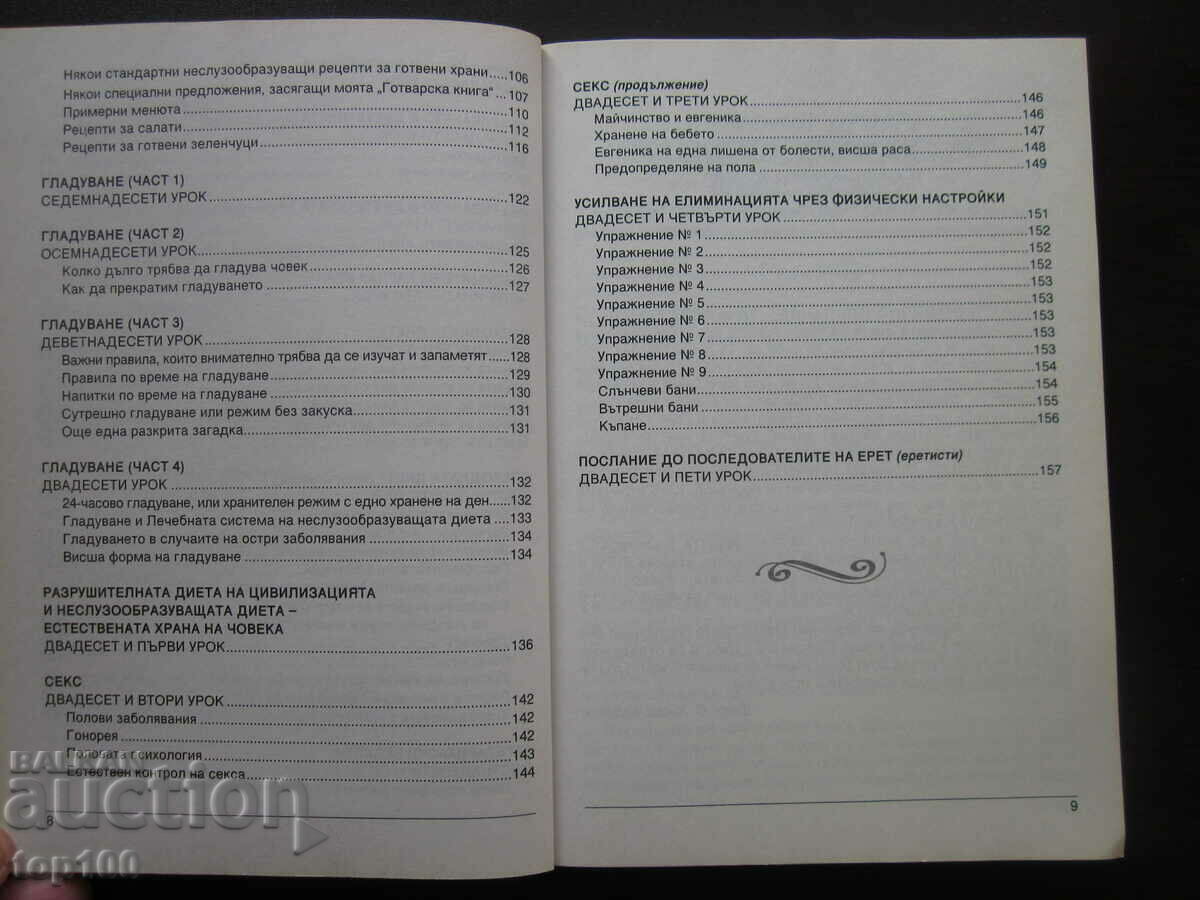 Някои стандартни неслузообразуващи рецепти за готвени храни.....106
Някои специални предложения, засягащи моята „Готварска книга“...107
Примерни менюта.....110
Рецепти за салати.....112
Рецепти за готвени зеленчуци.....116
ГЛАДУВАНЕ (ЧАСТ 1)
СЕДЕМНАДЕСЕТИ УРОК.....122
ГЛАДУВАНЕ (ЧАСТ 2)
ОСЕМНАДЕСЕТИ УРОК.....125
Колко дълго трябва да гладува човек.....126
Как да прекратим гладуването.....127
ГЛАДУВАНЕ (ЧАСТ 3)
ДЕВЕТНАДЕСЕТИ УРОК.....128
Важни правила, които внимателно трябва да се изучат и запаметят.....128
Правила по време на гладуване.....129
Напитки по време на гладуване.....130
Сутрешно гладуване или режим без закуска.....131
Още една разкрита загадка.....131
ГЛАДУВАНЕ (ЧАСТ 4)
ДВАДЕСЕТИ УРОК.....132
24-часово гладуване, или хранителен режим с едно хранене на ден.....132
Гладуване и Лечебната система на неслузообразуващата диета....133
Гладуването в случаите на остри заболявания.....134
Висша форма на гладуване.....134
РАЗРУШИТЕЛНАТА ДИЕТА НА ЦИВИЛИЗАЦИЯТА
И НЕСЛУЗООБРАЗУВАЩАТА ДИЕТА –
ЕСТЕСТВЕНАТА ХРАНА НА ЧОВЕКА
ДВАДЕСЕТ И ПЪРВИ УРОК.....136
СЕКС
ДВАДЕСЕТ И ВТОРИ УРОК.....142
Полови заболявания.....142
Гонорея.....142
Половата психология.....143
Естествен контрол на секса.....144
8
СЕКС (продължение)
ДВАДЕСЕТ И ТРЕТИ УРОК.....146
Майчинство и евгеника.....146
Хранене на бебето.....147
Евгеника на една лишена от болести, висша раса.....148
Предопределяне на пола.....149
УСИЛВАНЕ НА ЕЛИМИНАЦИЯТА ЧРЕЗ ФИЗИЧЕСКИ НАСТРОЙКИ
ДВАДЕСЕТ И ЧЕТВЪРТИ УРОК.....151
Упражнение № 1.....152
Упражнение № 2.....152
Упражнение № 3.....152
Упражнение № 4.....153
Упражнение № 5.....153
Упражнение № 6.....153
Упражнение № 7.....153
Упражнение № 8.....153
Упражнение № 9.....154
Слънчеви бани.....154
Вътрешни бани.....155
Къпане.....156
ПОСЛАНИЕ ДО ПОСЛЕДОВАТЕЛИТЕ НА ЕРЕТ (еретисти)
ДВАДЕСЕТ И ПЕТИ УРОК.....157
9
BALKAN
auction
top100